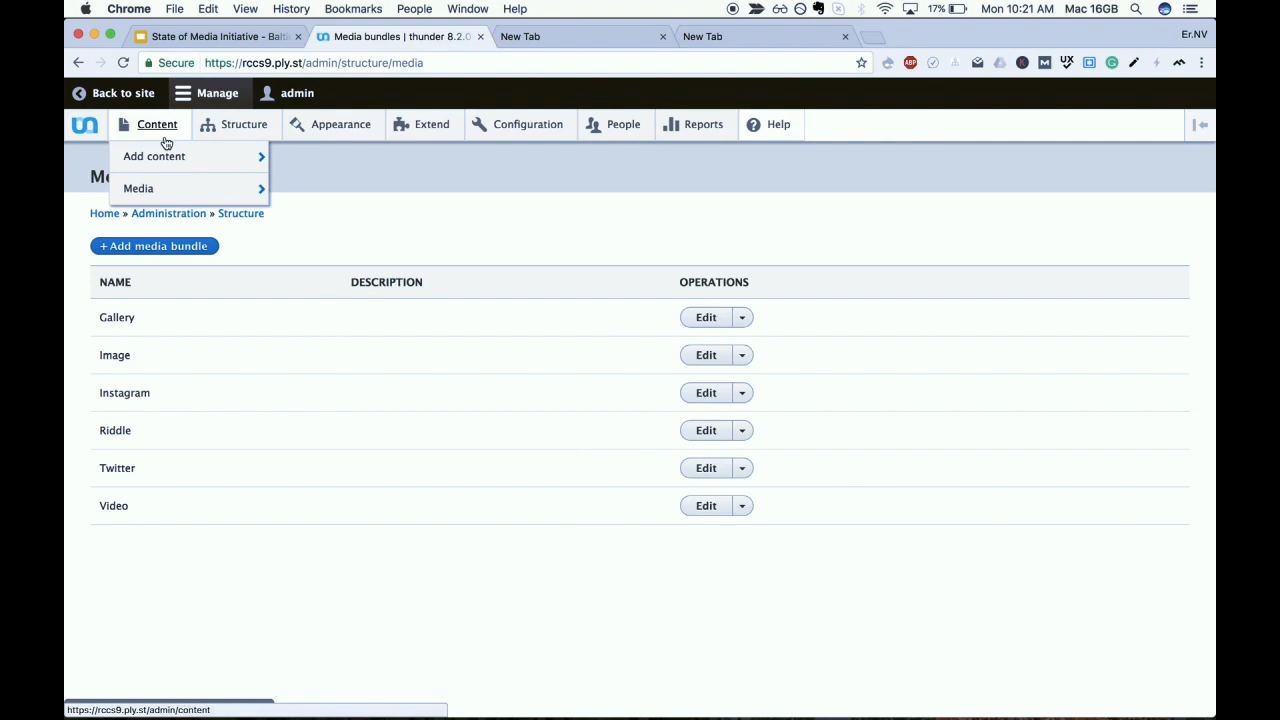 Chrome File Edit View History Bookmarks People Window Help 17% Mon 10:21 AM Mac 16GB
State of Media Initiative - Balti Media bundles | thunder 8.2.0 New Tab New Tab Er.NV
Secure https://rccs9.ply.st/admin/structure/media ABP UX
Back to site Manage admin
Content Structure Appearance Extend Configuration People Reports Help
Add content
Me
Media
Home » Administration » Structure
+ Add media bundle
NAME DESCRIPTION OPERATIONS
Gallery Edit
Image Edit
Instagram Edit
Riddle Edit
Twitter Edit
Video Edit
https://rccs9.ply.st/admin/content